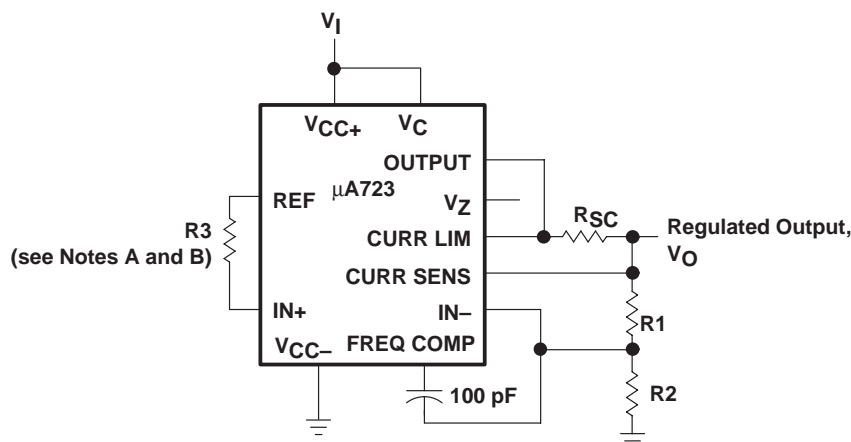 VI
VCC+ VC
OUTPUT
REF μA723
VZ
R3
(see Notes A and B)
RSC
Regulated Output,
VO
CURR LIM
CURR SENS
IN+
IN–
R1
VCC–
FREQ COMP
100 pF
R2